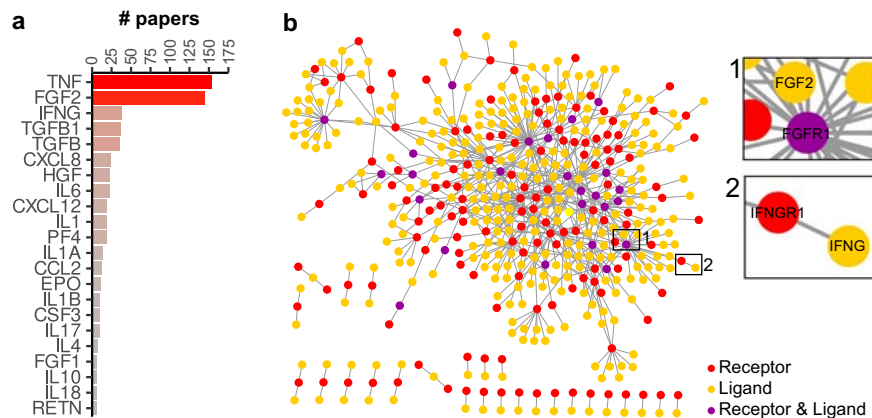 a
# papers
0
25
50
75
100
125
150
175
TNF
FGF2
IFNG
TGFB1
TGFB
CXCL8
HGF
IL6
CXCL12
IL1
PF4
IL1A
CCL2
EPO
IL1B
CSF3
IL17
IL4
FGF1
IL10
IL18
RETN
b
1
2
1
FGF2
FGFR1
2
IFNGR1
IFNG
Receptor
Ligand
Receptor & Ligand